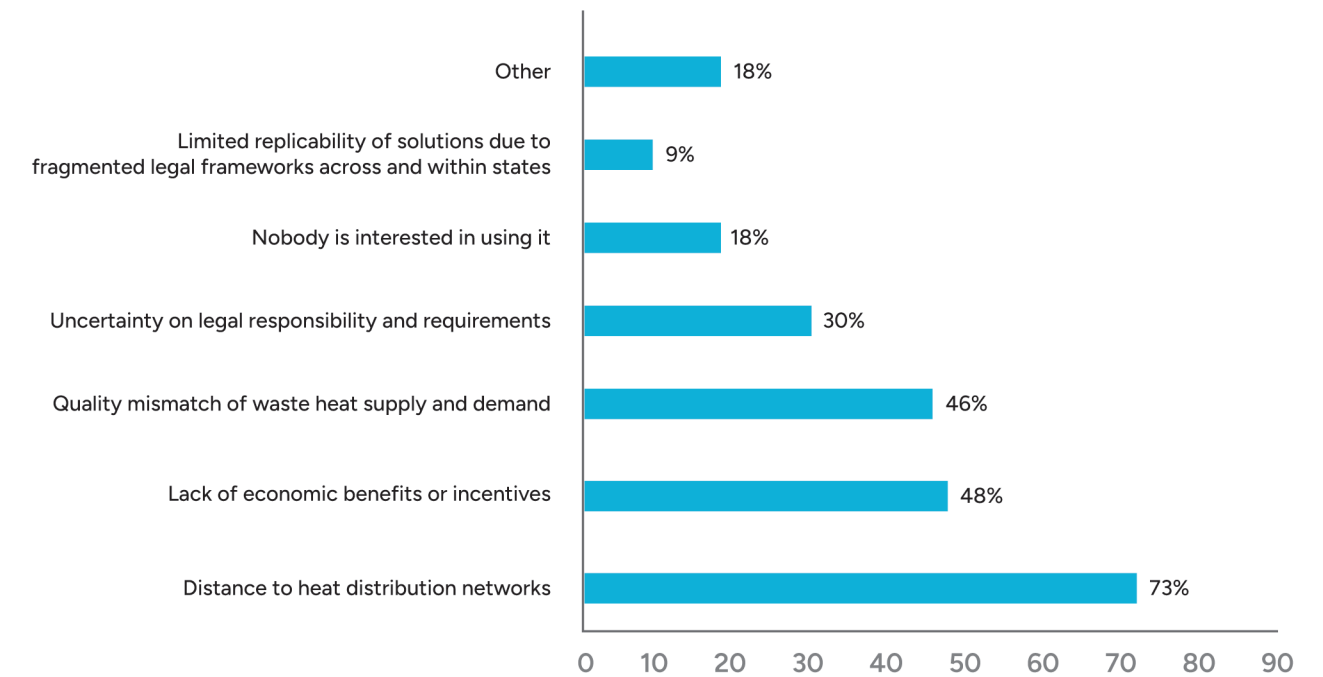 Other
18%
Limited replicability of solutions due to
fragmented legal frameworks across and within states
9%
Nobody is interested in using it
18%
Uncertainty on legal responsibility and requirements
30%
Quality mismatch of waste heat supply and demand
46%
Lack of economic benefits or incentives
48%
Distance to heat distribution networks
73%
0 10 20 30 40 50 60 70 80 90